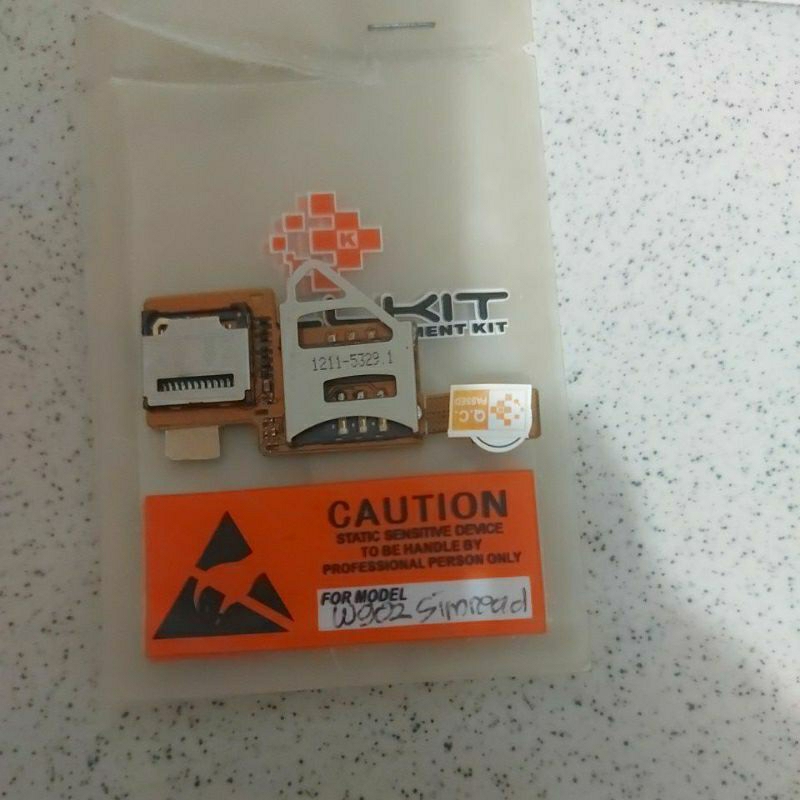 K
KIT
MENT KIT
1211-5329.1
Q.C.
PASSED
CAUTION
STATIC SENSITIVE DEVICE
TO BE HANDLE BY
PROFESSIONAL PERSON ONLY
FOR MODEL
W902 Simread